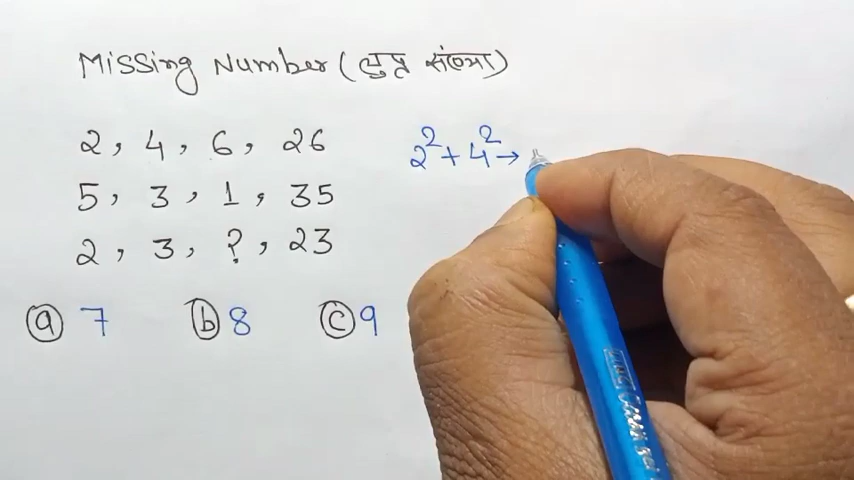 Missing Number (लुप्त संख्या)
2, 4, 6, 26
5, 3, 1, 35
2, 3, ?, 23
2² + 4² →
ⓐ 7 ⓑ 8 ⓒ 9